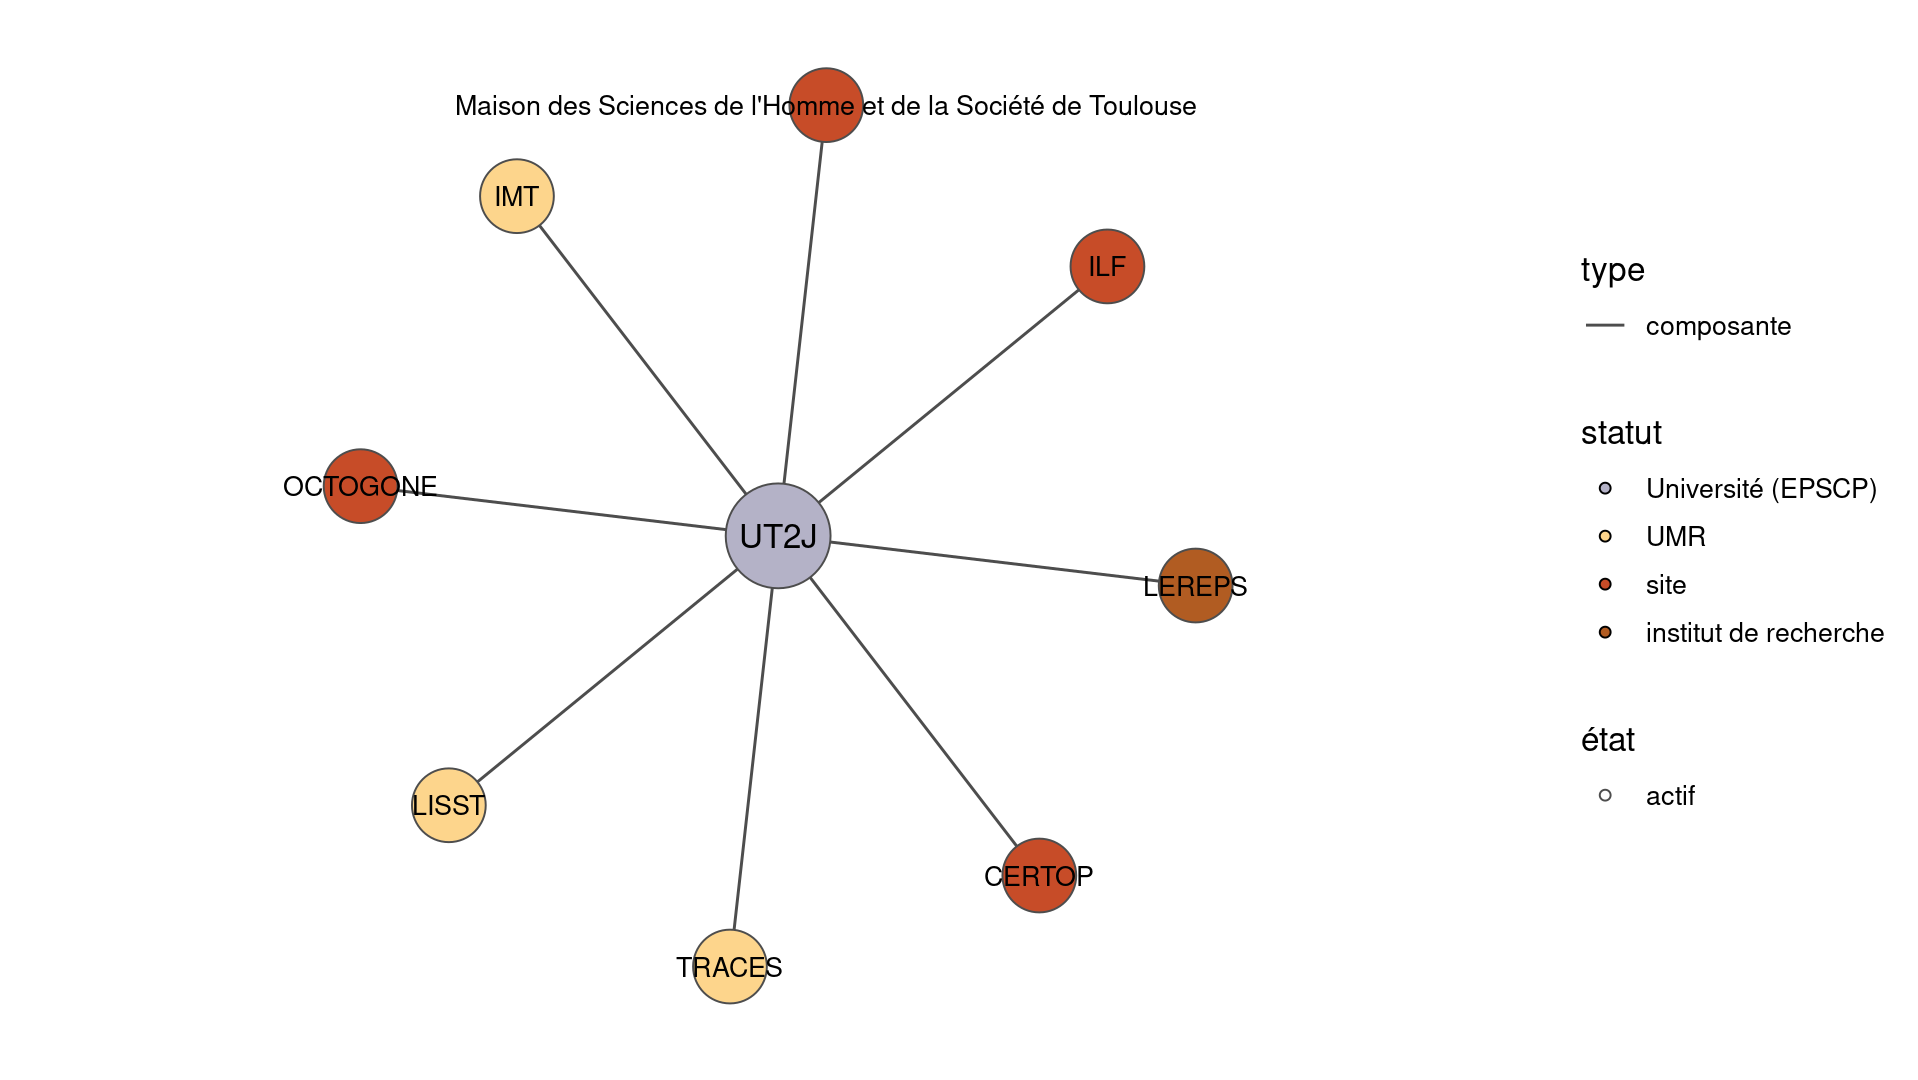 Maison des Sciences de l'Homme et de la Société de Toulouse
IMT
ILF
OCTOGONE
UT2J
LEREPS
LISST
CERTOP
TRACES
type
composante
statut
Université (EPSCP)
UMR
site
institut de recherche
état
actif